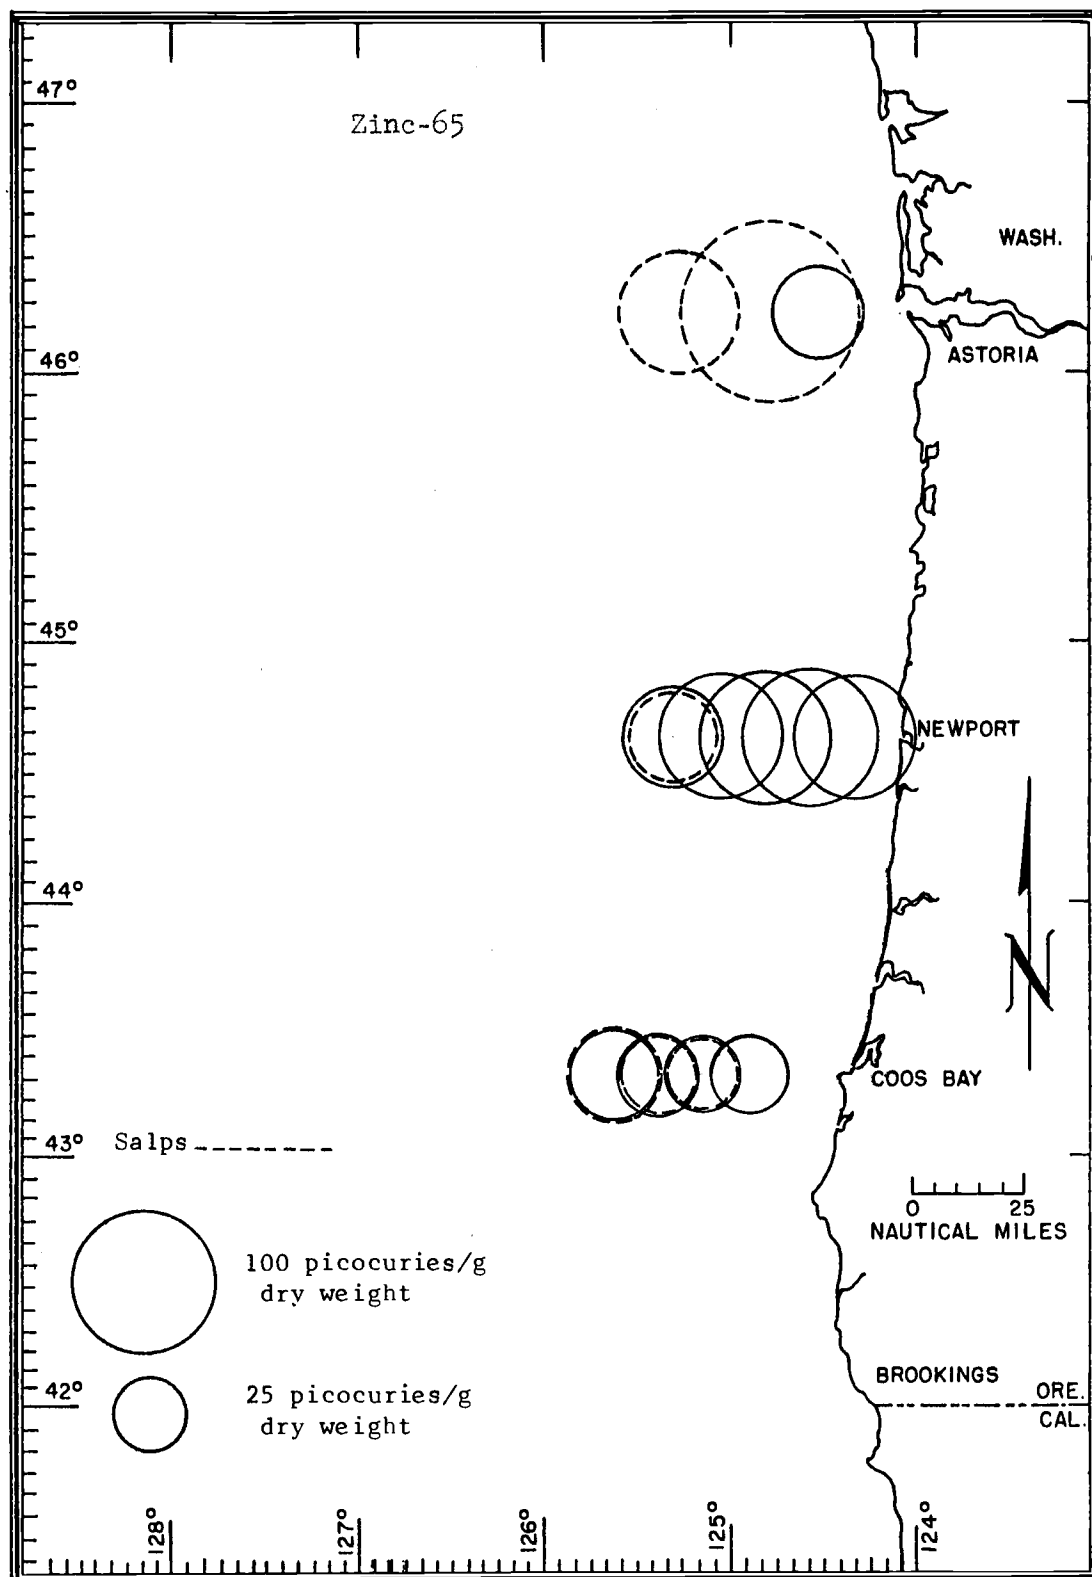 Zinc-65
47°
46°
45°
44°
43°
42°
WASH.
ASTORIA
NEWPORT
N
COOS BAY
Salps
0 25
NAUTICAL MILES
100 picocuries/g
dry weight
25 picocuries/g
dry weight
BROOKINGS
ORE.
CAL.
128°
127°
126°
125°
124°